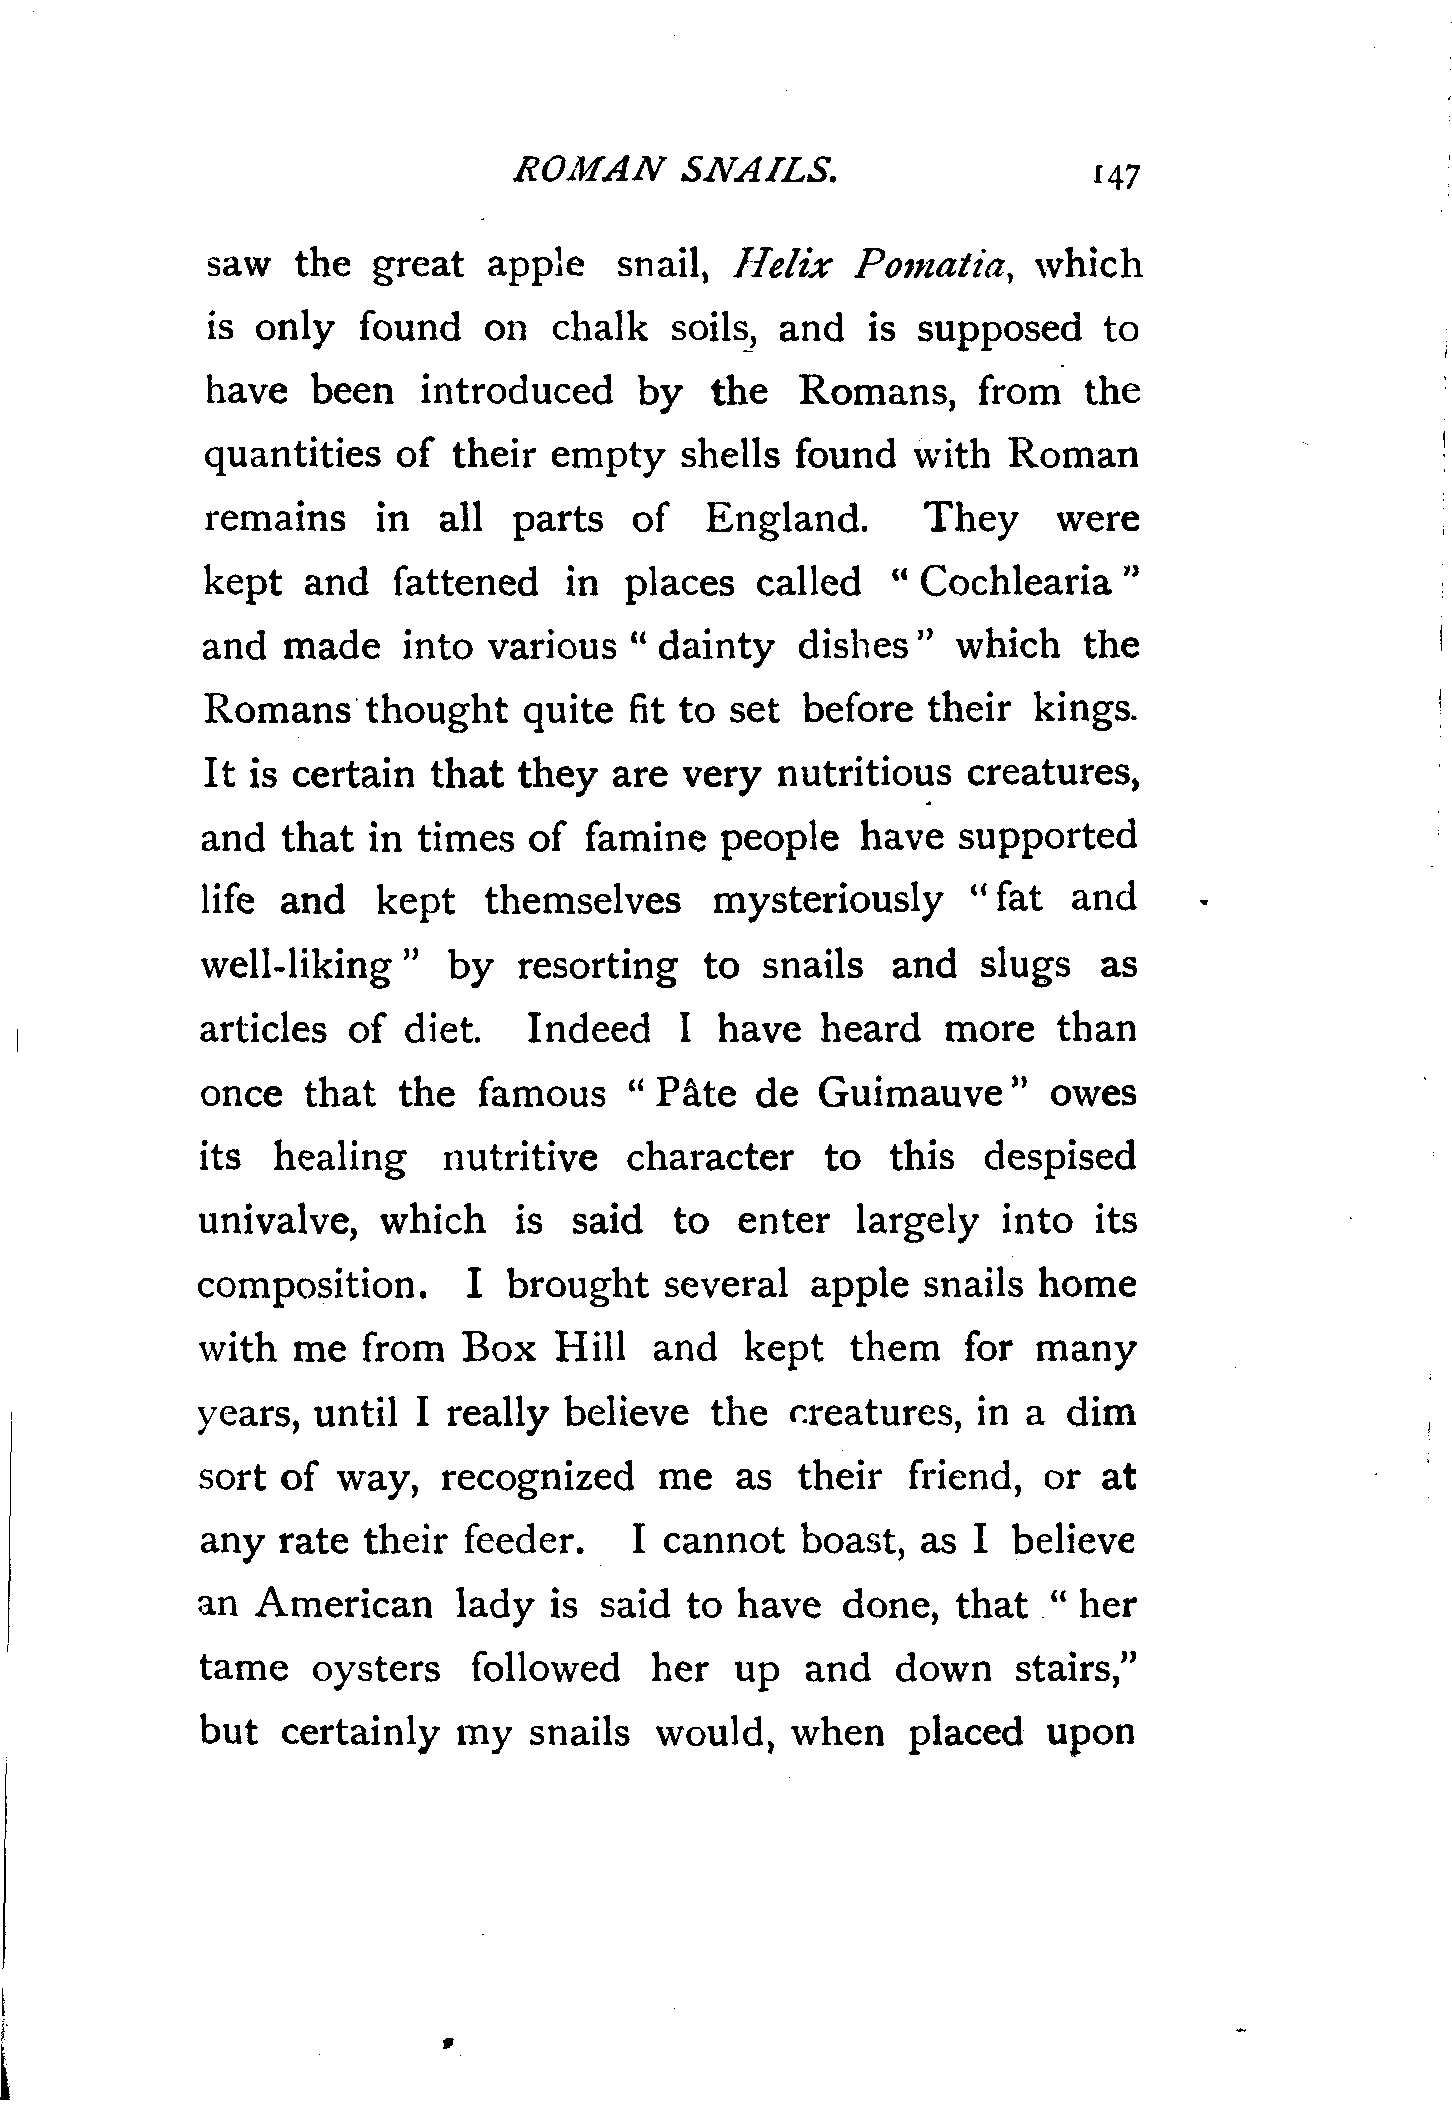 ROMAN SNAILS. 147
saw the great apple snail, Helix Pomatia, which
is only found on chalk soils, and is supposed to
have been introduced by the Romans, from the
quantities of their empty shells found with Roman
remains in all parts of England. They were
kept and fattened in places called "Cochlearia"
and made into various "dainty dishes" which the
Romans thought quite fit to set before their kings.
It is certain that they are very nutritious creatures,
and that in times of famine people have supported
life and kept themselves mysteriously "fat and
well-liking" by resorting to snails and slugs as
articles of diet. Indeed I have heard more than
once that the famous "Pâte de Guimauve" owes
its healing nutritive character to this despised
univalve, which is said to enter largely into its
composition. I brought several apple snails home
with me from Box Hill and kept them for many
years, until I really believe the creatures, in a dim
sort of way, recognized me as their friend, or at
any rate their feeder. I cannot boast, as I believe
an American lady is said to have done, that "her
tame oysters followed her up and down stairs,"
but certainly my snails would, when placed upon